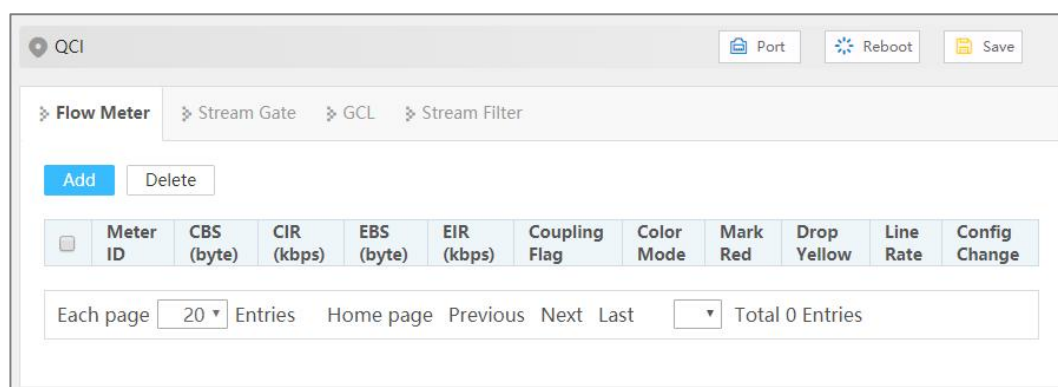 QCI Port Reboot Save
Flow Meter Stream Gate GCL Stream Filter
Add Delete
Meter ID CBS (byte) CIR (kbps) EBS (byte) EIR (kbps) Coupling Flag Color Mode Mark Red Drop Yellow Line Rate Config Change
Each page 20 Entries Home page Previous Next Last Total 0 Entries